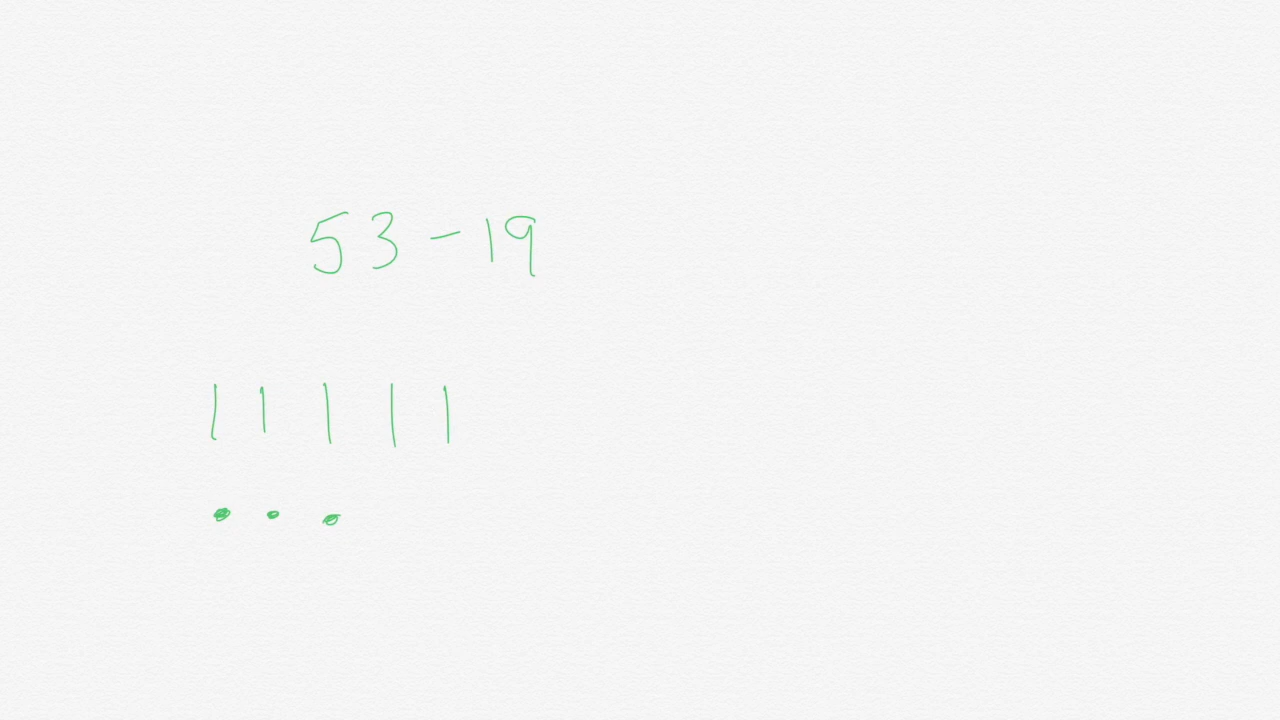 53 - 19
| | | | |
• • •